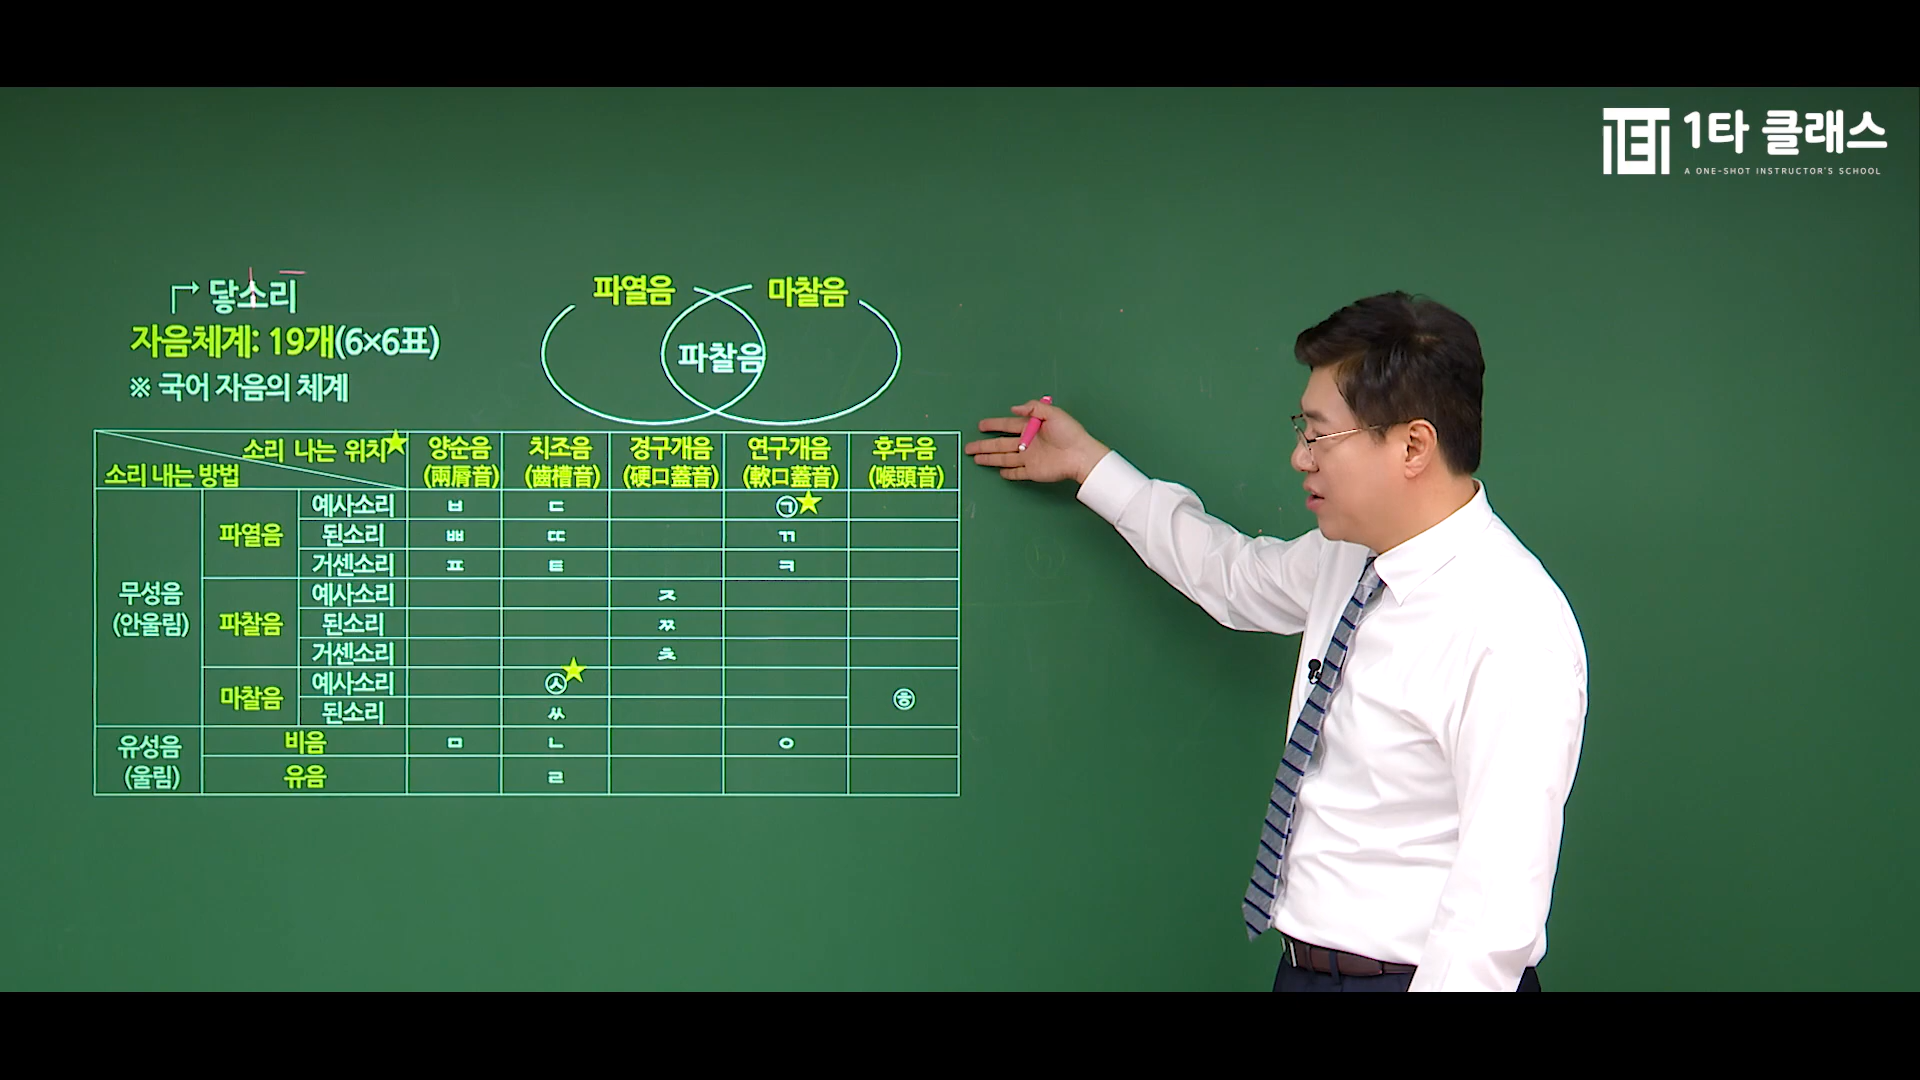 1타 클래스
A ONE-SHOT INSTRUCTOR'S SCHOOL
닿소리
자음체계: 19개(6×6표)
※ 국어 자음의 체계
파열음 마찰음
파찰음
소리 나는 위치★
소리 내는 방법
양순음 치조음 경구개음 연구개음 후두음
(兩脣音) (齒槽音) (硬口蓋音) (軟口蓋音) (喉頭音)
무성음
(안울림)
파열음
예사소리 ㅂ ㄷ ㉠★
된소리 ㅃ ㄸ ㄲ
거센소리 ㅍ ㅌ ㅋ
파찰음
예사소리 ㅈ
된소리 ㅉ
거센소리 ㅊ
마찰음
예사소리 ㉦★
된소리 ㅆ
㉭
유성음
(울림)
비음 ㅁ ㄴ ㅇ
유음 ㄹ